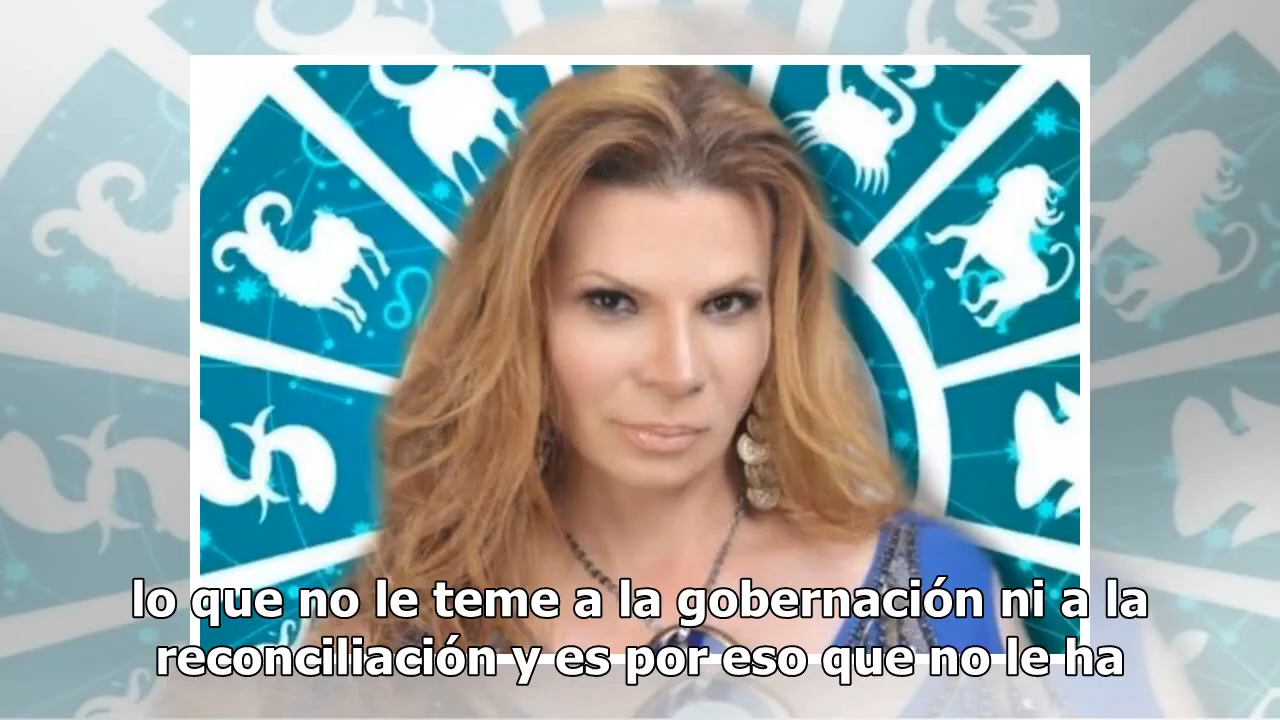 lo que no le teme a la gobernación ni a la
reconciliación y es por eso que no le ha